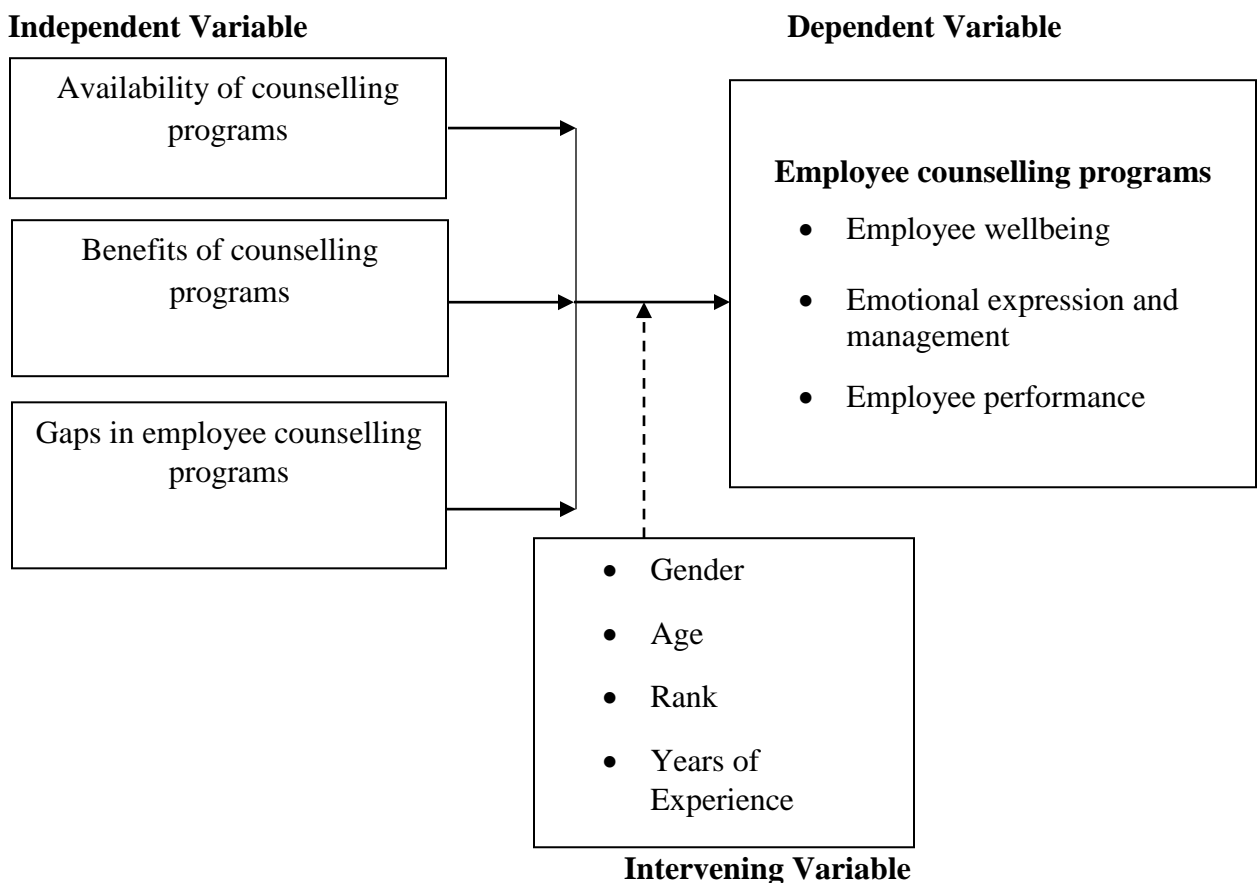 Independent Variable
Dependent Variable
Availability of counselling
programs
Benefits of counselling
programs
Gaps in employee counselling
programs
Employee counselling programs
• Employee wellbeing
• Emotional expression and
management
• Employee performance
• Gender
• Age
• Rank
• Years of
Experience
Intervening Variable